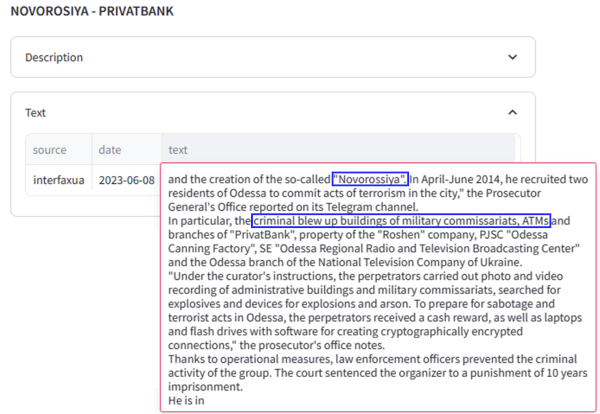 NOVOROSIYA - PRIVATBANK
Description
Text
source date text
interfaxua 2023-06-08
and the creation of the so-called "Novorossiya". In April-June 2014, he recruited two
residents of Odessa to commit acts of terrorism in the city," the Prosecutor
General's Office reported on its Telegram channel.
In particular, the criminal blew up buildings of military commissariats, ATMs and
branches of "PrivatBank", property of the "Roshen" company, PJSC "Odessa
Canning Factory", SE "Odessa Regional Radio and Television Broadcasting Center"
and the Odessa branch of the National Television Company of Ukraine.
"Under the curator's instructions, the perpetrators carried out photo and video
recording of administrative buildings and military commissariats, searched for
explosives and devices for explosions and arson. To prepare for sabotage and
terrorist acts in Odessa, the perpetrators received a cash reward, as well as laptops
and flash drives with software for creating cryptographically encrypted
connections," the prosecutor's office notes.
Thanks to operational measures, law enforcement officers prevented the criminal
activity of the group. The court sentenced the organizer to a punishment of 10 years
imprisonment.
He is in